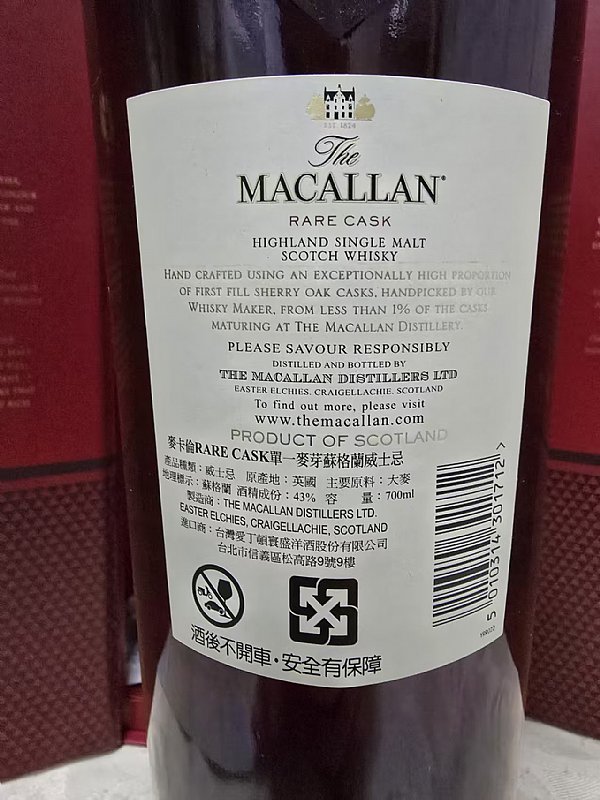 EST. 1824
The
MACALLAN®
RARE CASK
HIGHLAND SINGLE MALT
SCOTCH WHISKY
HAND CRAFTED USING AN EXCEPTIONALLY HIGH PROPORTION
OF FIRST FILL SHERRY OAK CASKS, HANDPICKED BY OUR
WHISKY MAKER, FROM LESS THAN 1% OF THE CASKS
MATURING AT THE MACALLAN DISTILLERY.
PLEASE SAVOUR RESPONSIBLY
DISTILLED AND BOTTLED BY
THE MACALLAN DISTILLERS LTD
EASTER ELCHIES, CRAIGELLACHIE, SCOTLAND
To find out more, please visit
www.themacallan.com
PRODUCT OF SCOTLAND
麥卡倫RARE CASK單一麥芽蘇格蘭威士忌
產品種類：威士忌 原產地：英國 主要原料：大麥
地理標示：蘇格蘭 酒精成份：43% 容 量：700ml
製造商：THE MACALLAN DISTILLERS LTD.
EASTER ELCHIES, CRAIGELLACHIE, SCOTLAND
進口商：台灣愛丁頓寰盛洋酒股份有限公司
台北市信義區松高路9號9樓
酒後不開車·安全有保障
5 010314 301712 >